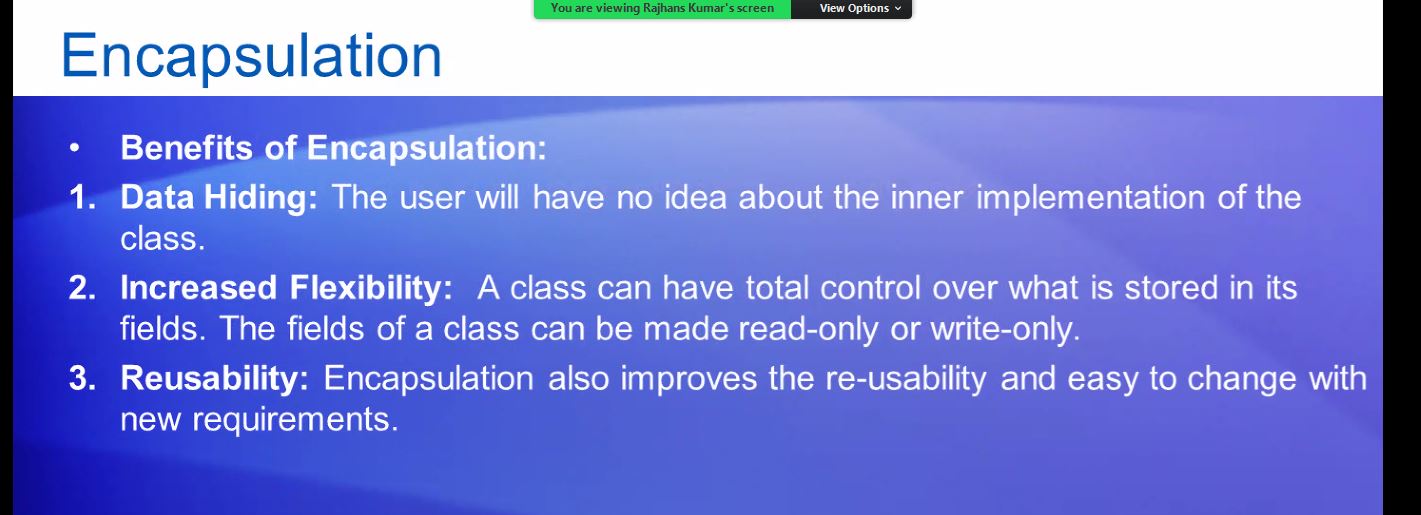 You are viewing Rajhans Kumar's screen View Options
Encapsulation
• Benefits of Encapsulation:
1. Data Hiding: The user will have no idea about the inner implementation of the
class.
2. Increased Flexibility: A class can have total control over what is stored in its
fields. The fields of a class can be made read-only or write-only.
3. Reusability: Encapsulation also improves the re-usability and easy to change with
new requirements.